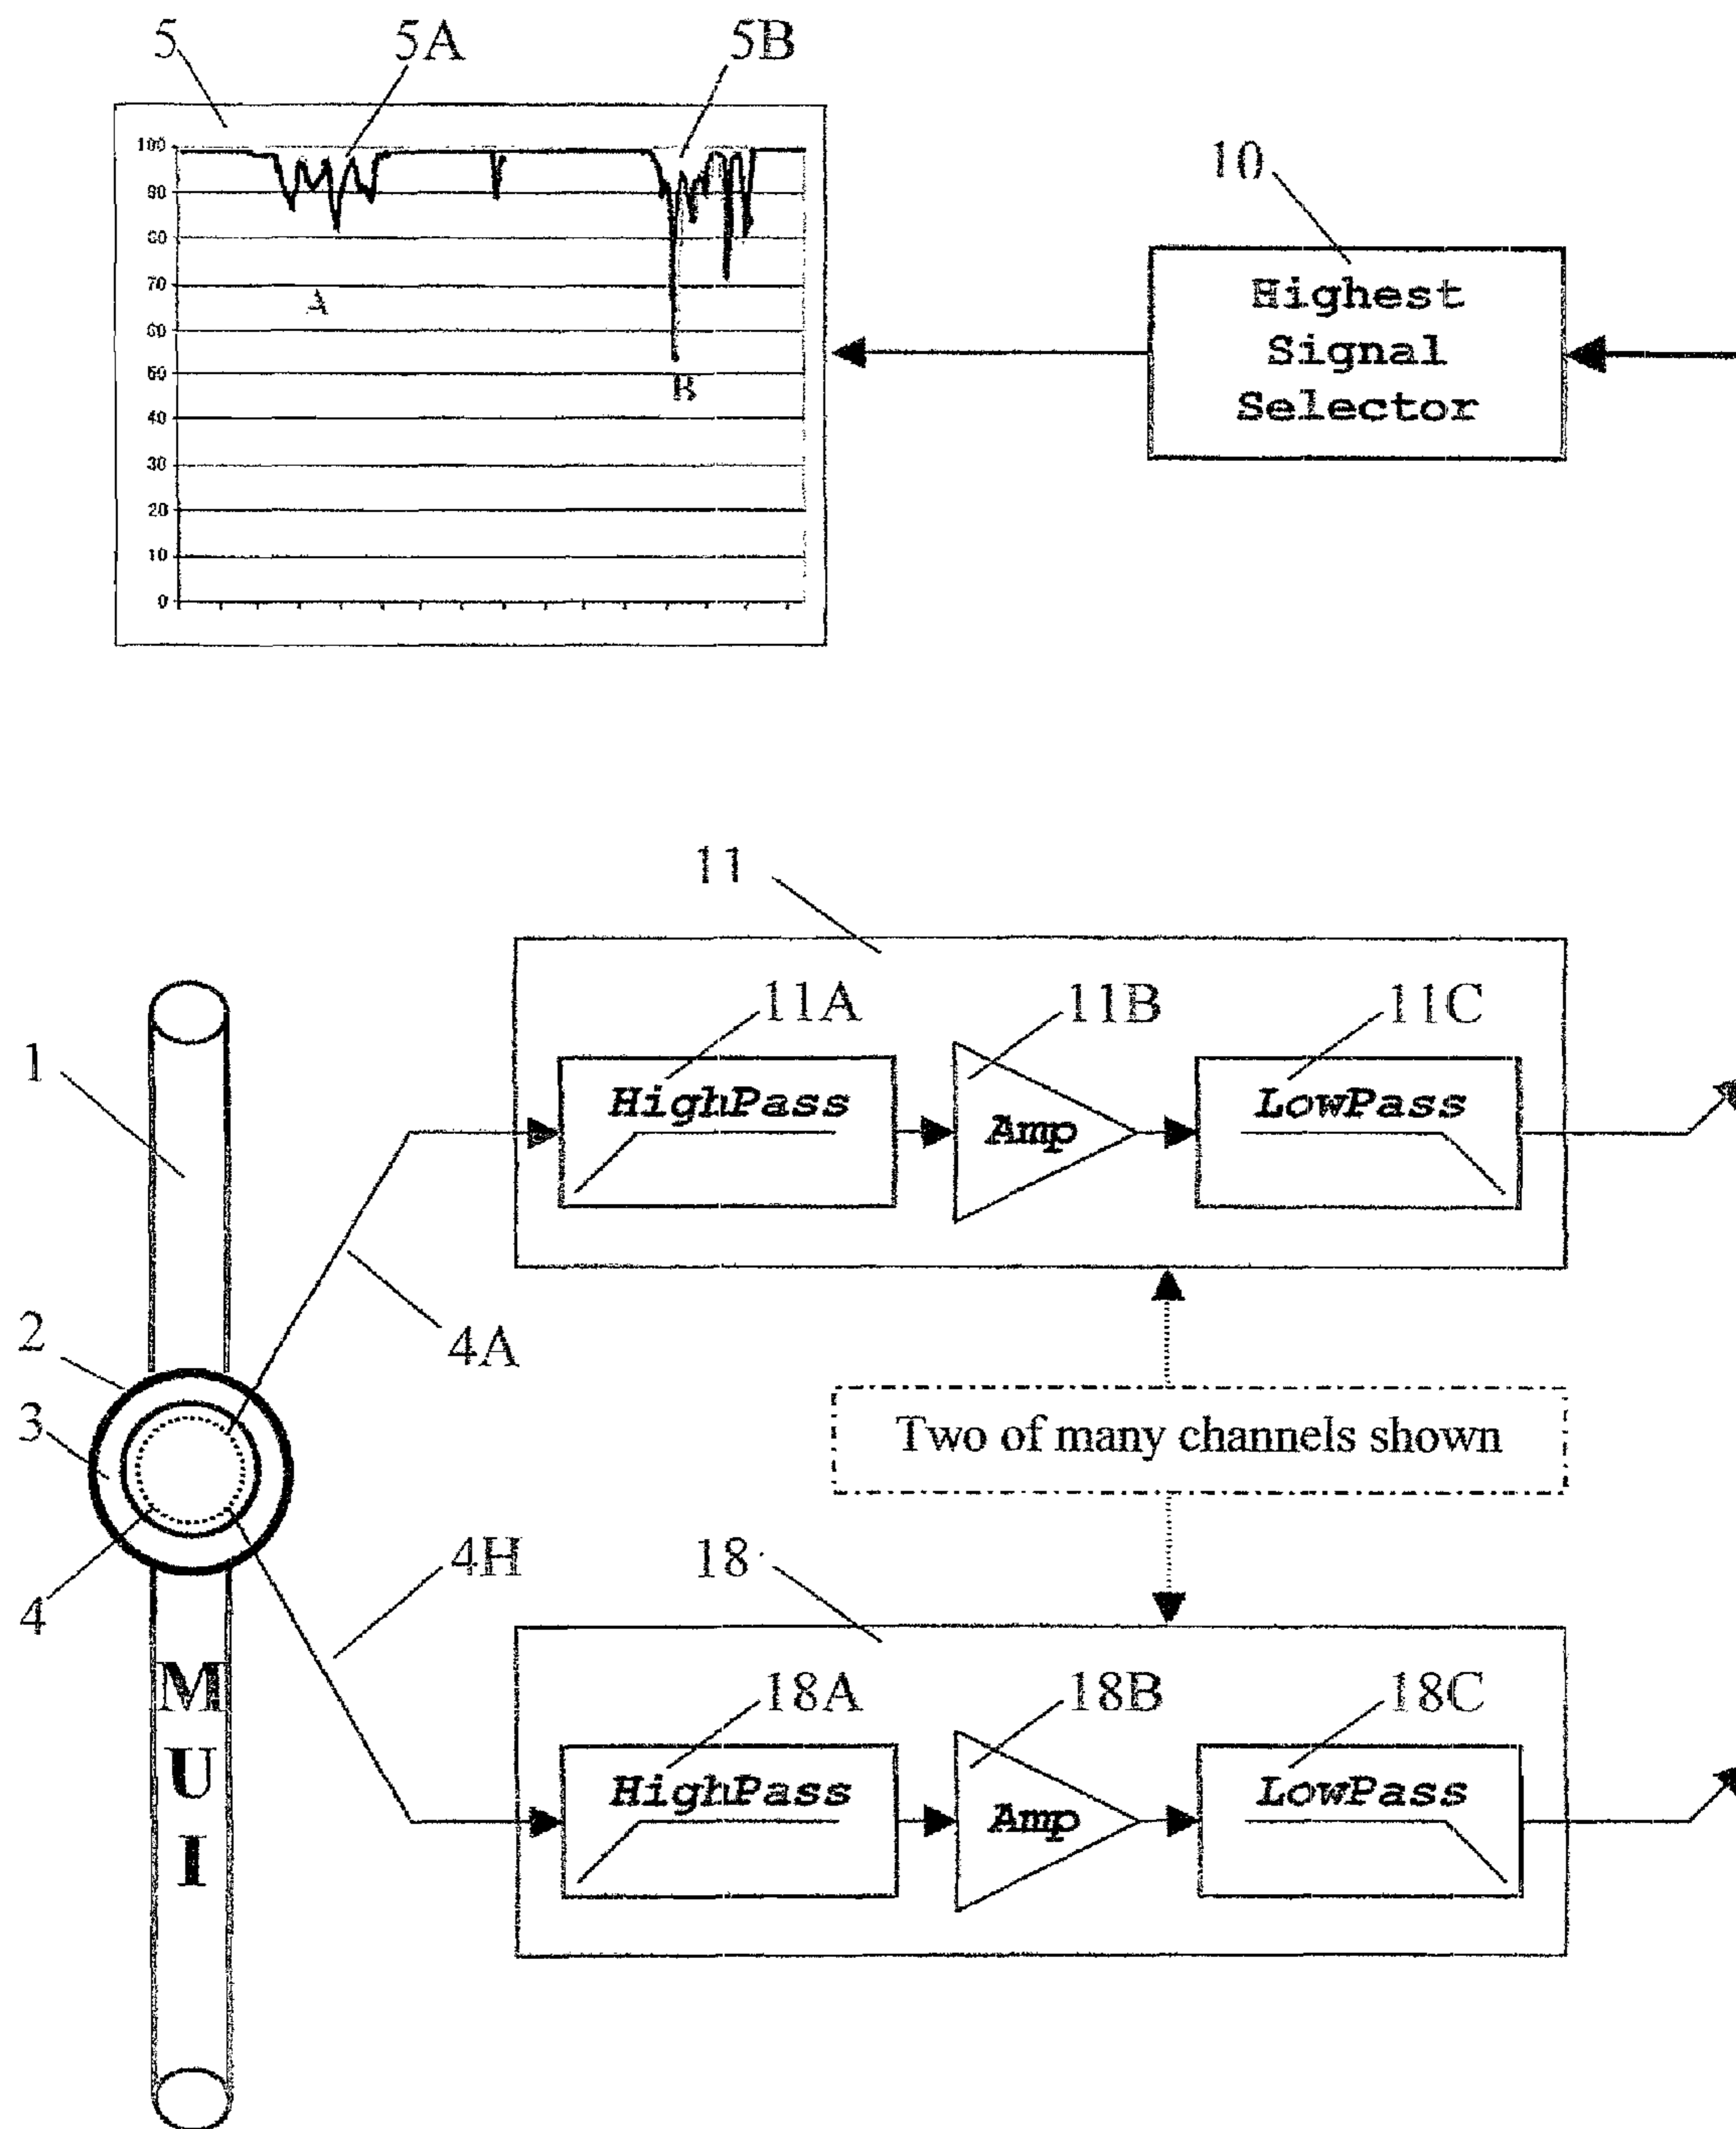 5
5A
5B
100
90
80
70
60
50
40
30
20
10
0
A
B
10
Highest
Signal
Selector
11
11A
11B
11C
HighPass
Amp
LowPass
1
2
3
4
4A
4H
Two of many channels shown
18
18A
18B
18C
HighPass
Amp
LowPass
M
U
I